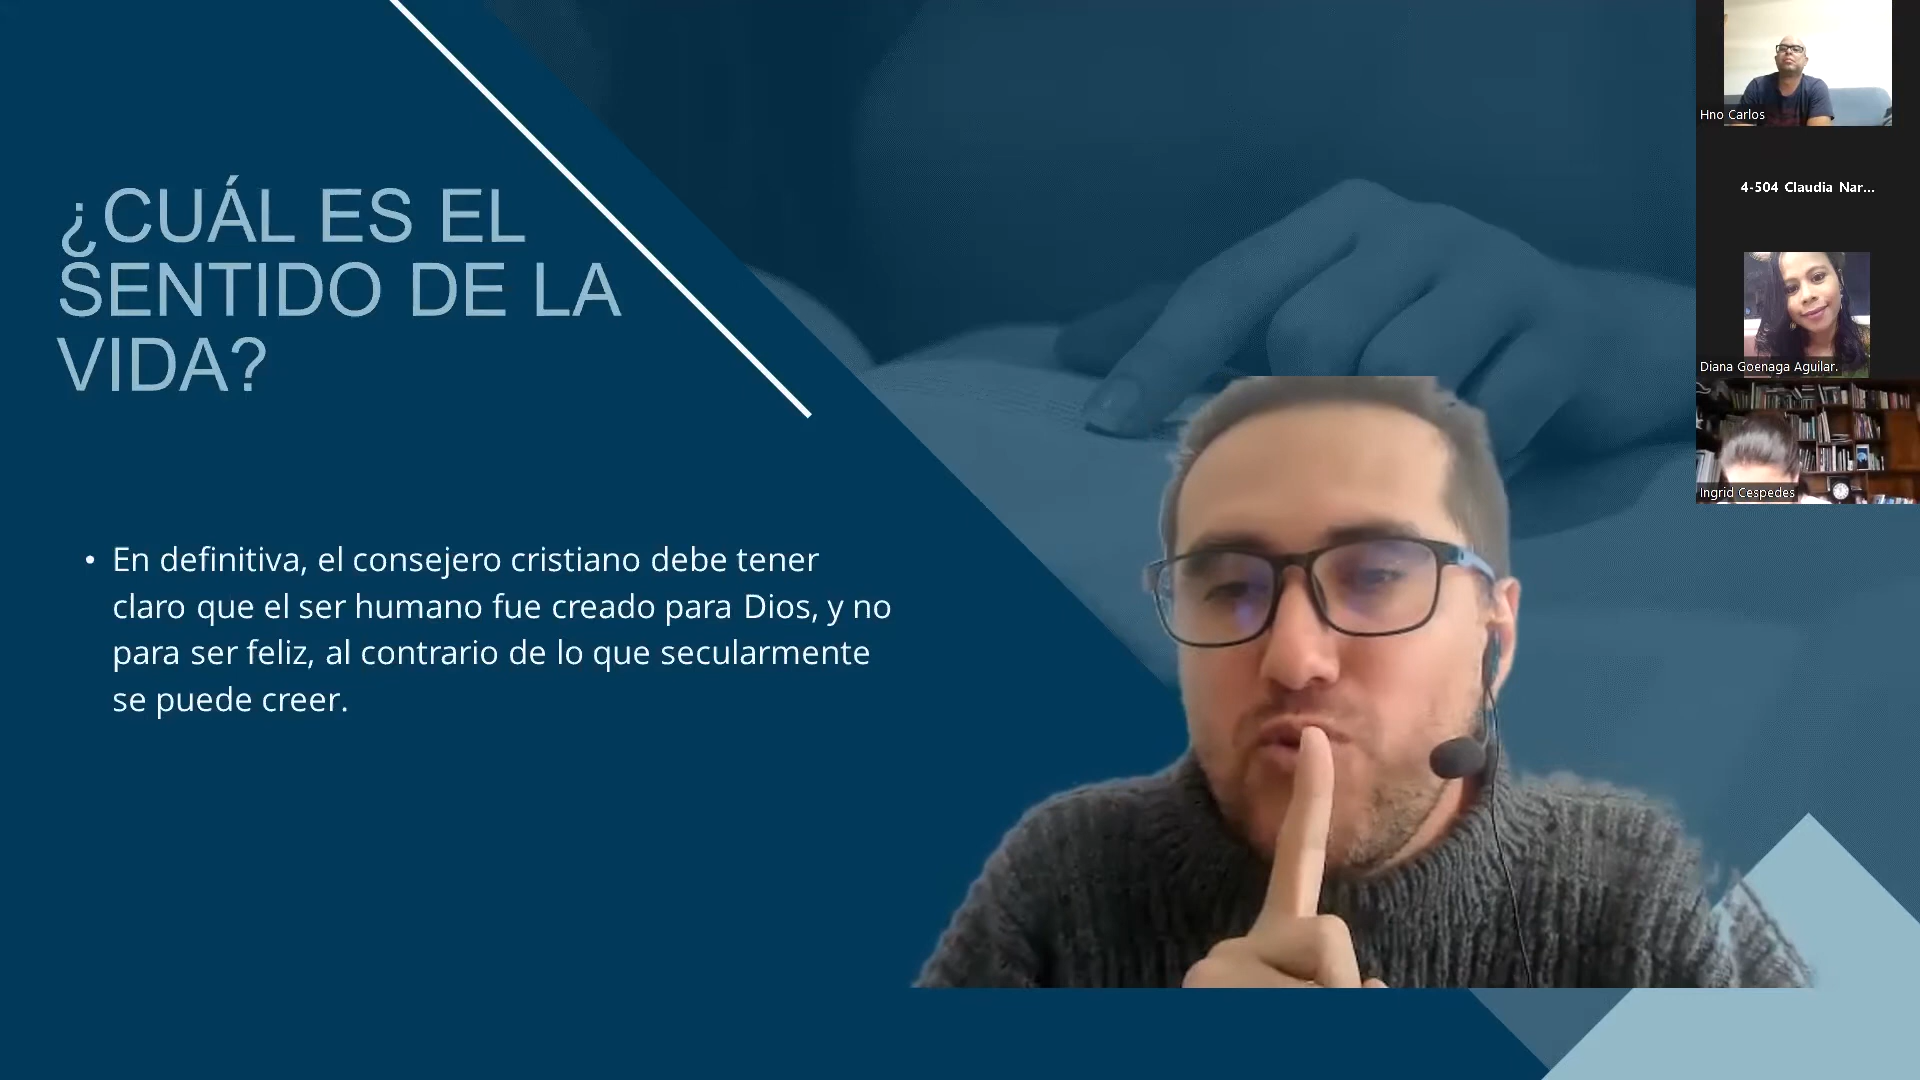 ¿CUÁL ES EL
SENTIDO DE LA
VIDA?
• En definitiva, el consejero cristiano debe tener
claro que el ser humano fue creado para Dios, y no
para ser feliz, al contrario de lo que secularmente
se puede creer.
Hno Carlos
4-504 Claudia Nar...
Diana Goenaga Aguilar.
Ingrid Cespedes